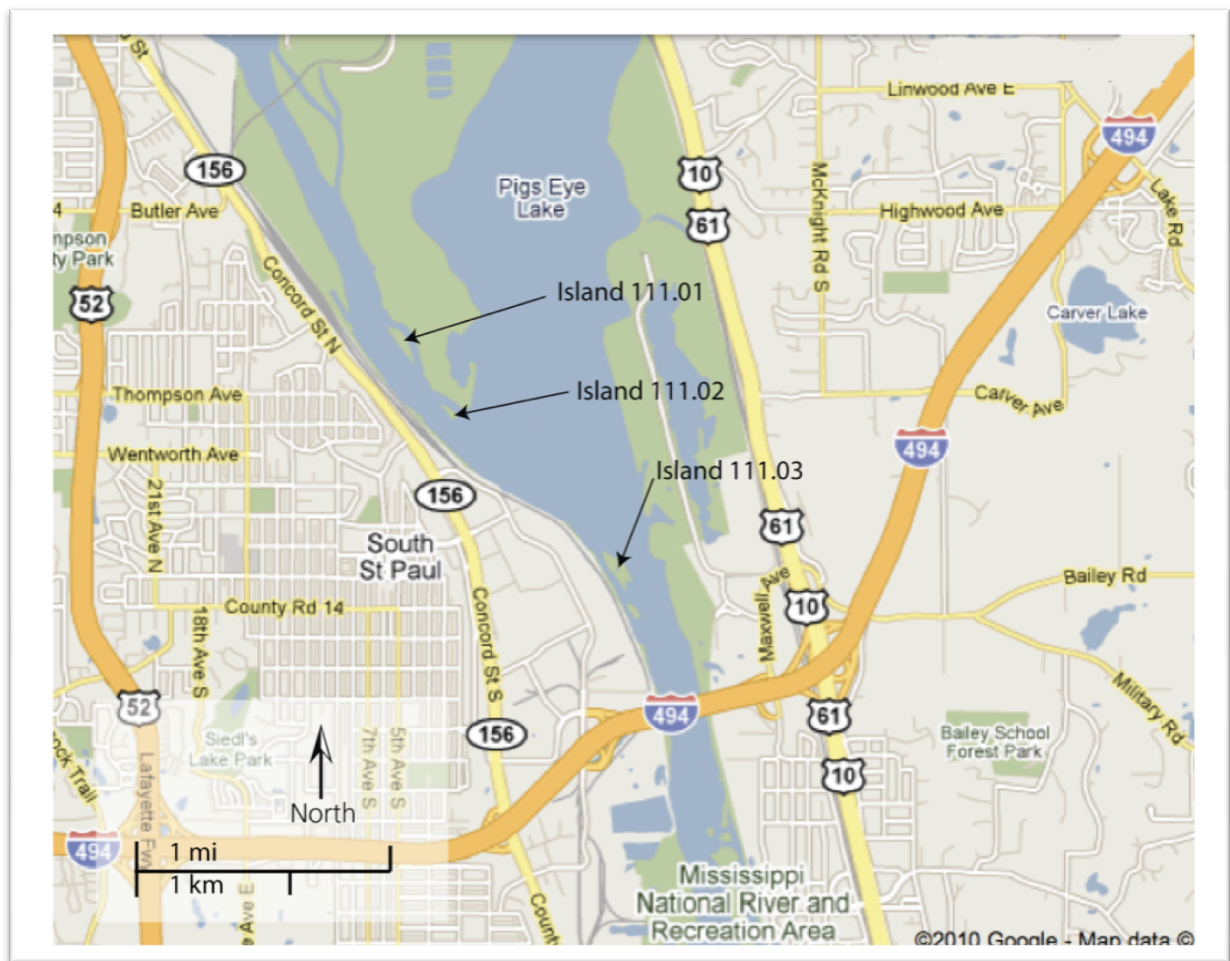 Linwood Ave E
494
156
10
Pigs Eye
Lake
McKnight Rd S
Lake Rd
Butler Ave
Highwood Ave
61
Concord St N
52
Island 111.01
Carver Lake
Thompson Ave
Island 111.02
Carver Ave
Wentworth Ave
494
Island 111.03
21st Ave N
156
61
South
St Paul
Bailey Rd
Maxwell Ave
10
County Rd 14
18th Ave S
Concord St S
Military Rd
52
494
61
156
Siedl's
Lake Park
7th Ave S
5th Ave S
Bailey School
Forest Park
Lafayette Fwy
10
North
494
1 mi
1 km
Mississippi
National River and
Recreation Area
Ave E
County
©2010 Google - Map data ©